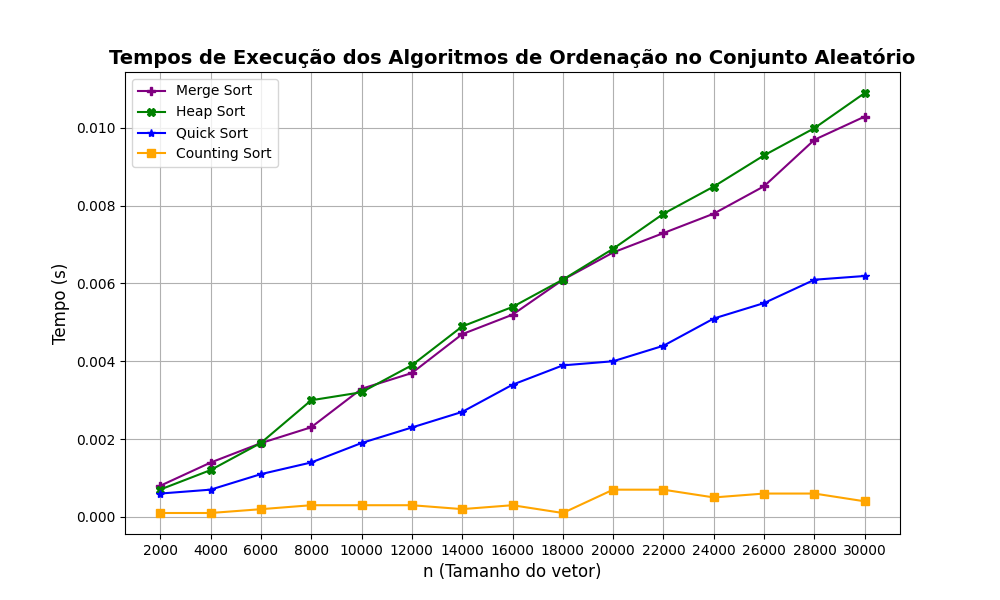 Tempos de Execução dos Algoritmos de Ordenação no Conjunto Aleatório
Merge Sort
Heap Sort
Quick Sort
Counting Sort
0.010
0.008
0.006
0.004
0.002
0.000
Tempo (s)
2000 4000 6000 8000 10000 12000 14000 16000 18000 20000 22000 24000 26000 28000 30000
n (Tamanho do vetor)